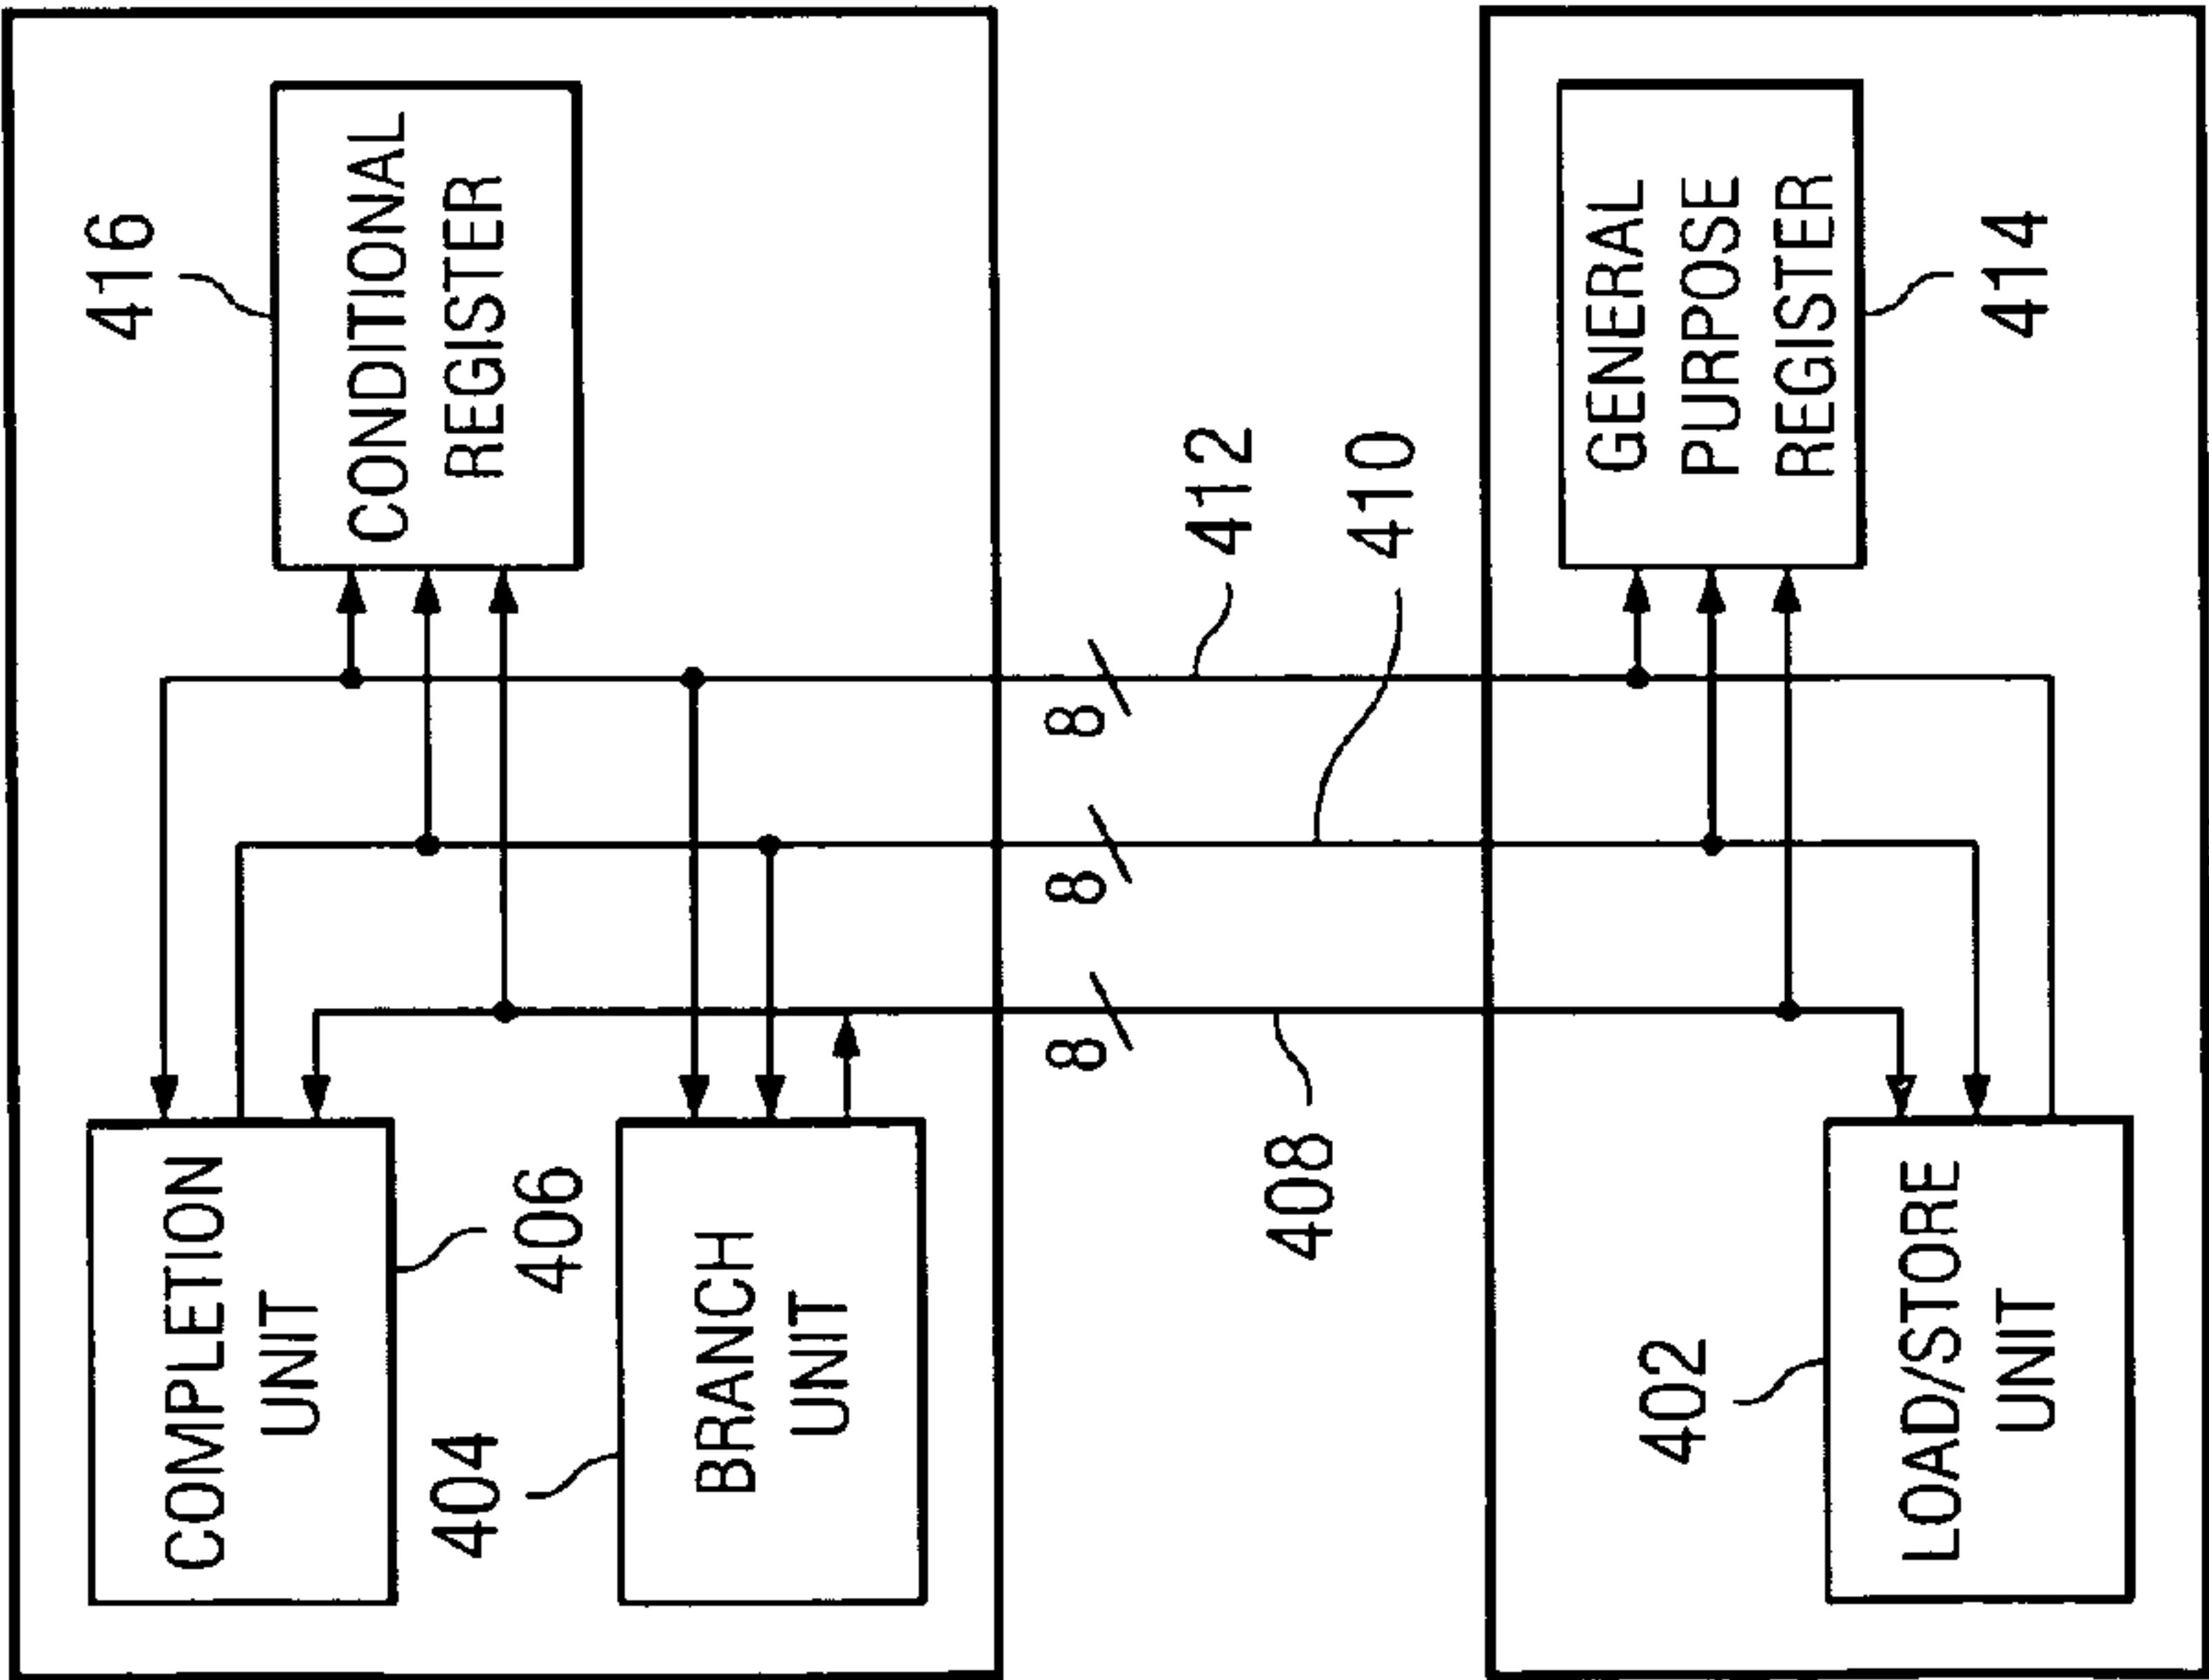 COMPLETION
UNIT
406
404
BRANCH
UNIT
416
CONDITIONAL
REGISTER
8
8
8
408
410
412
402
LOAD/STORE
UNIT
GENERAL
PURPOSE
REGISTER
414